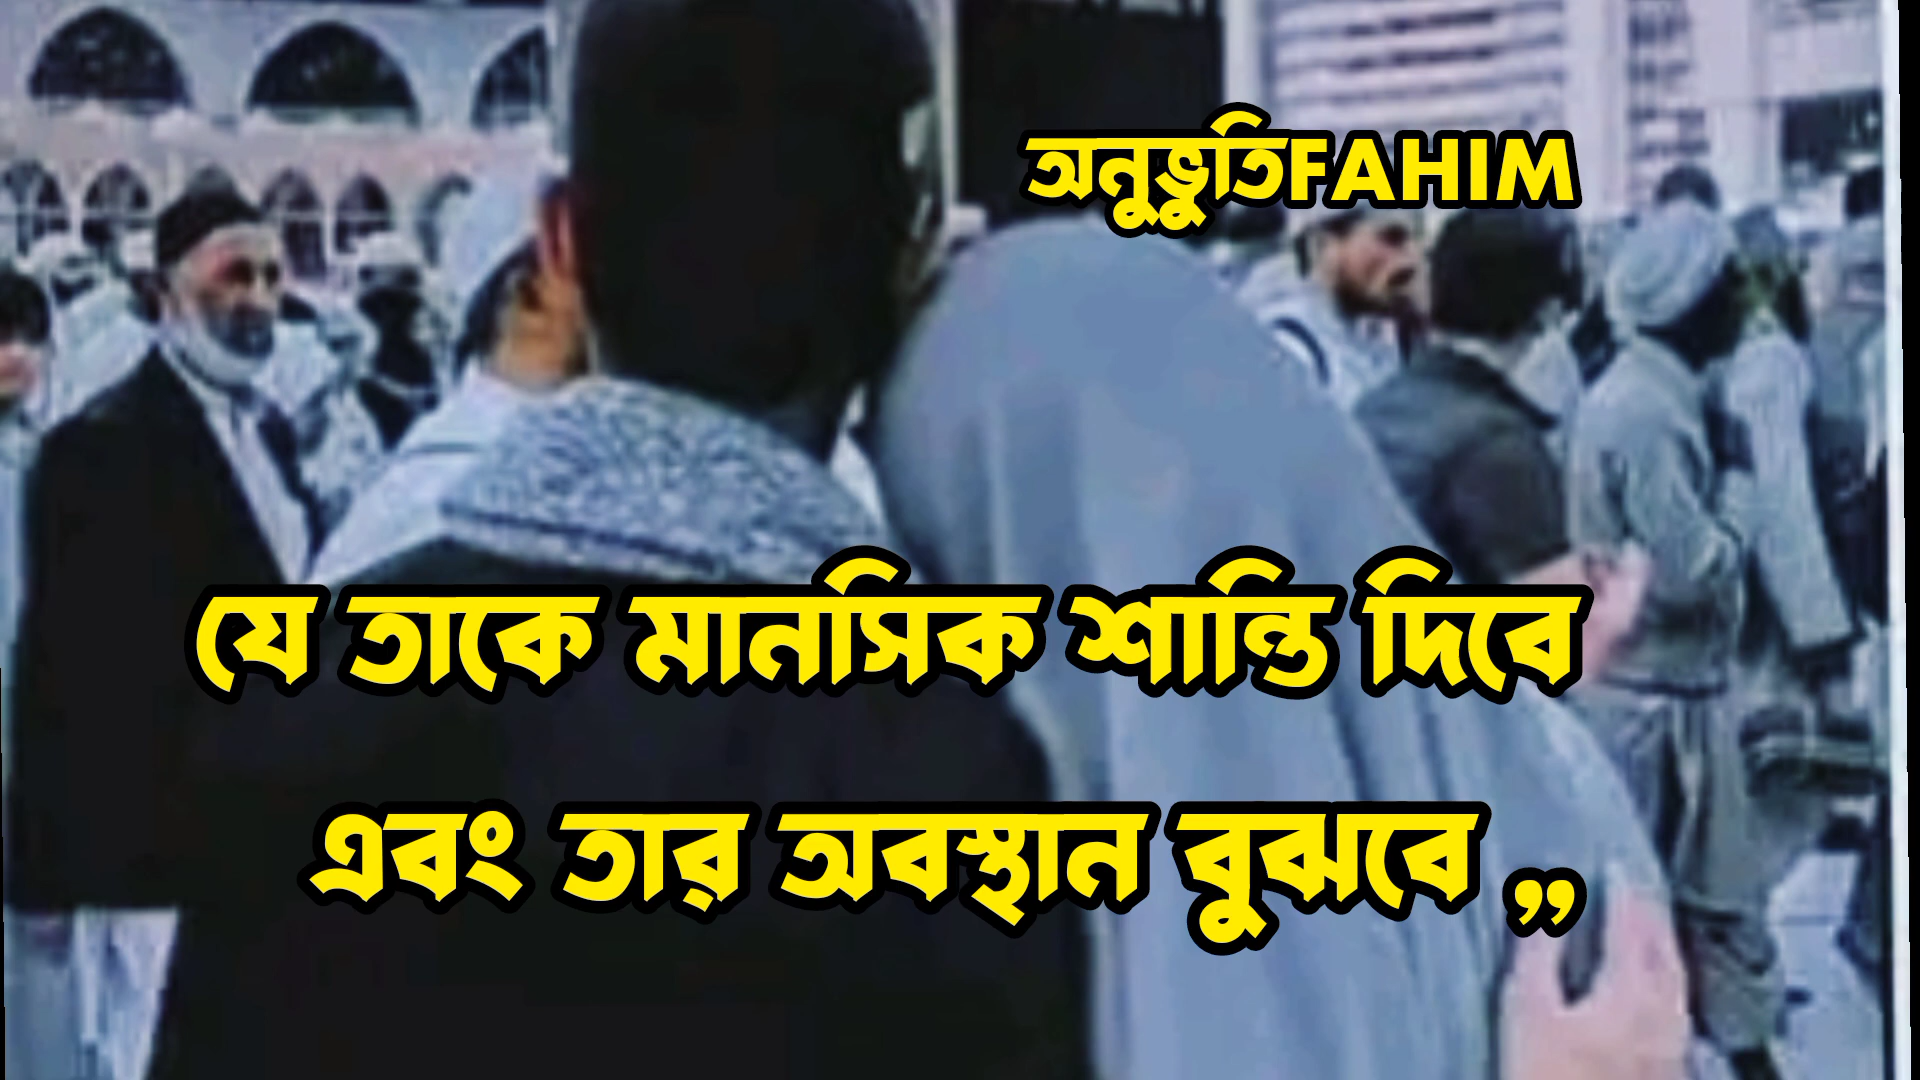 অনুভুতিFAHIM
যে তাকে মানসিক শান্তি দিবে
এবং তার অবস্থান বুঝবে ,,